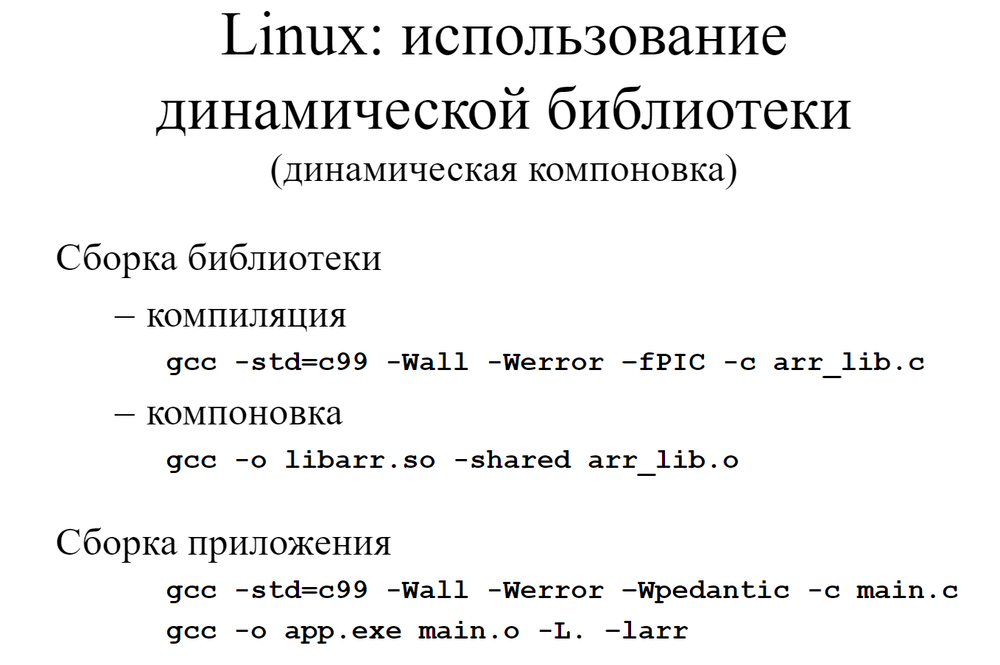 Linux: использование
динамической библиотеки
(динамическая компоновка)
Сборка библиотеки
– компиляция
gcc -std=c99 -Wall -Werror –fPIC -c arr_lib.c
– компоновка
gcc -o libarr.so -shared arr_lib.o
Сборка приложения
gcc -std=c99 -Wall -Werror –Wpedantic -c main.c
gcc -o app.exe main.o -L. –larr